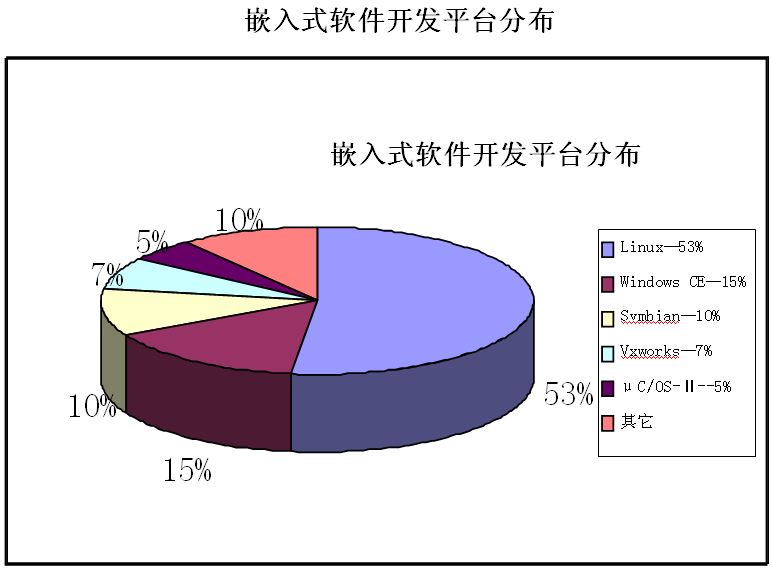 嵌入式软件开发平台分布
嵌入式软件开发平台分布
10%
5%
7%
10%
15%
53%
Linux—53%
Windows CE—15%
Symbian—10%
Vxworks—7%
μC/OS-Ⅱ--5%
其它